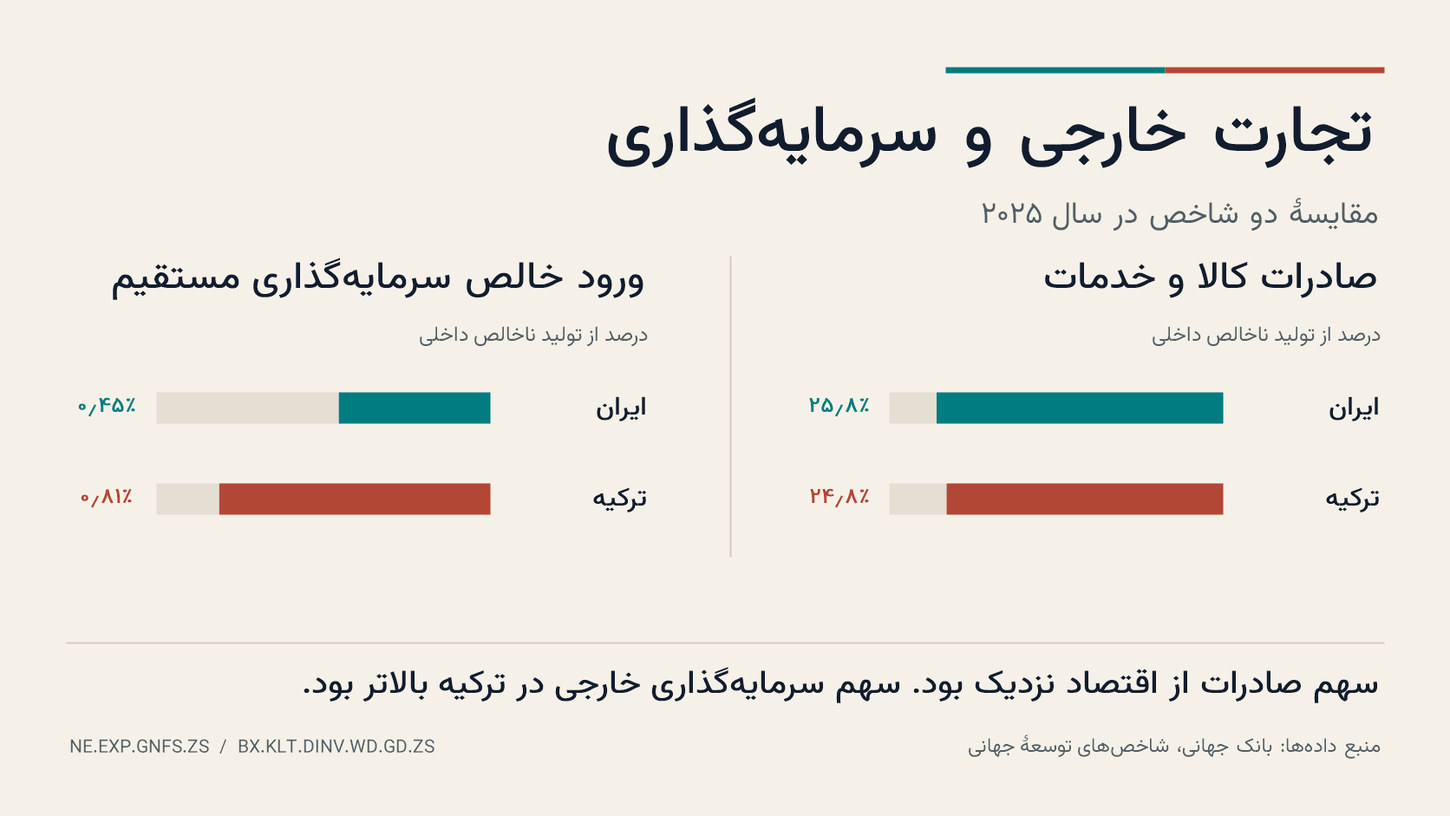 تجارت خارجی و سرمایه‌گذاری
مقایسهٔ دو شاخص در سال ۲۰۲۵
صادرات کالا و خدمات
درصد از تولید ناخالص داخلی
ایران
۲۵٫۸٪
ترکیه
۲۴٫۸٪
ورود خالص سرمایه‌گذاری مستقیم
درصد از تولید ناخالص داخلی
ایران
۰٫۴۵٪
ترکیه
۰٫۸۱٪
سهم صادرات از اقتصاد نزدیک بود. سهم سرمایه‌گذاری خارجی در ترکیه بالاتر بود.
منبع داده‌ها: بانک جهانی، شاخص‌های توسعهٔ جهانی
NE.EXP.GNFS.ZS / BX.KLT.DINV.WD.GD.ZS